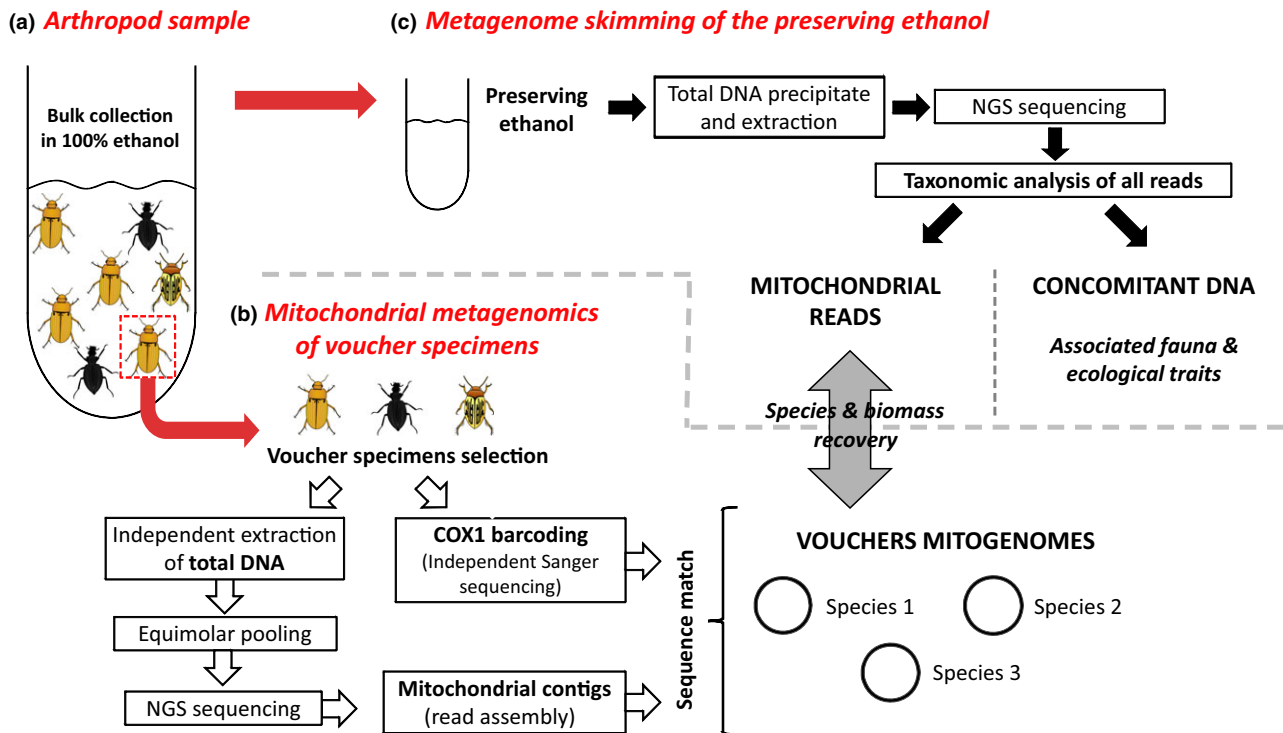 (a) Arthropod sample
Bulk collection
in 100% ethanol
(c) Metagenome skimming of the preserving ethanol
Preserving
ethanol
Total DNA precipitate
and extraction
NGS sequencing
Taxonomic analysis of all reads
MITOCHONDRIAL
READS
CONCOMITANT DNA
Associated fauna &
ecological traits
Species & biomass
recovery
(b) Mitochondrial metagenomics
of voucher specimens
Voucher specimens selection
Independent extraction
of total DNA
Equimolar pooling
NGS sequencing
COX1 barcoding
(Independent Sanger
sequencing)
Mitochondrial contigs
(read assembly)
Sequence match
VOUCHERS MITOGENOMES
Species 1
Species 2
Species 3